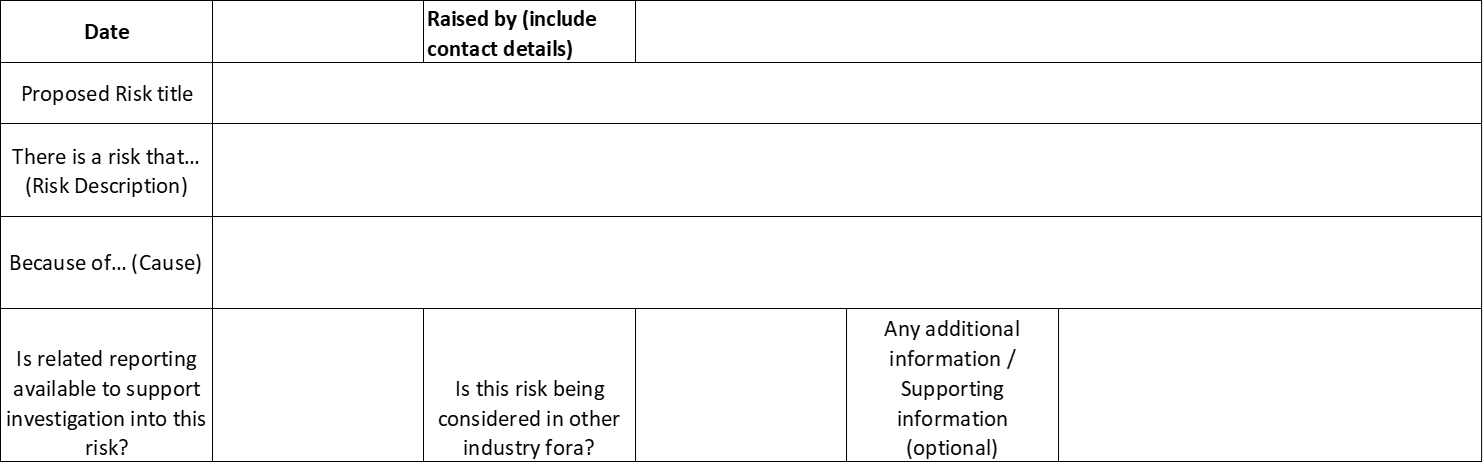 Date
Raised by (include
contact details)
Proposed Risk title
There is a risk that...
(Risk Description)
Because of... (Cause)
Is related reporting
available to support
investigation into this
risk?
Is this risk being
considered in other
industry fora?
Any additional
information /
Supporting
information
(optional)